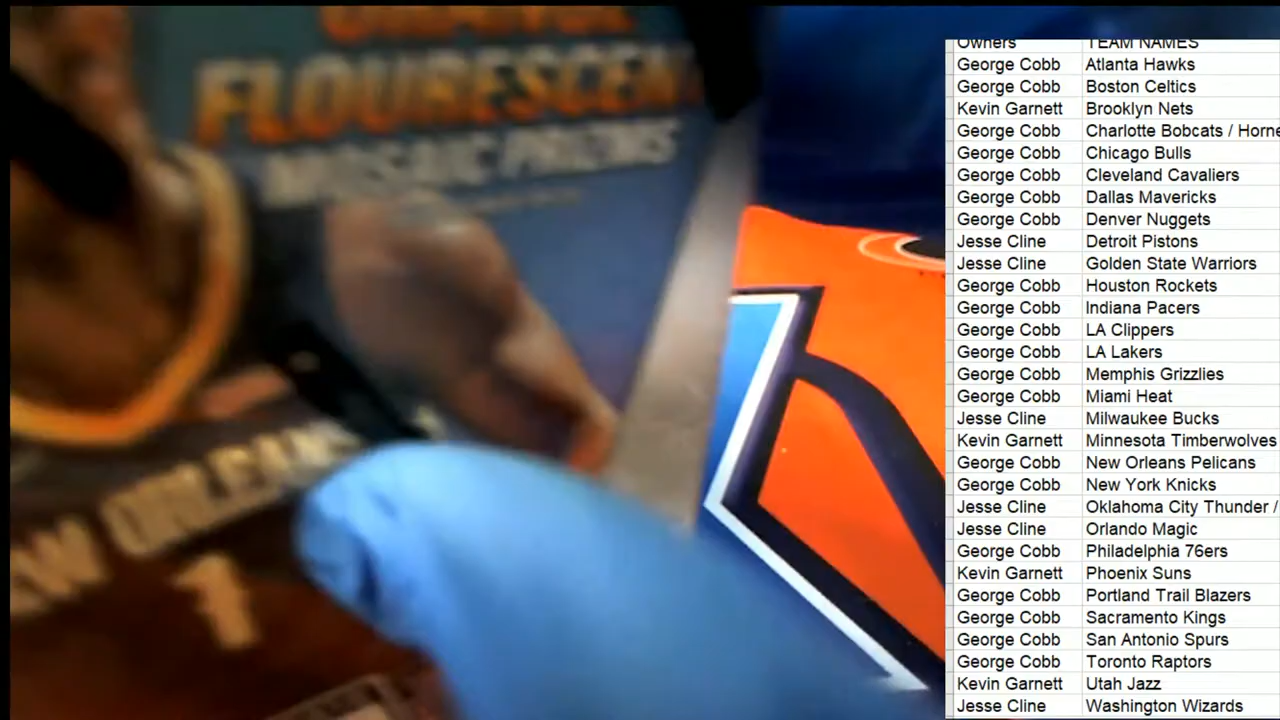 FLOURESCEN
MOSAIC PRIZMS
NEW ORLEANS
1
Owners TEAM NAMES
George Cobb Atlanta Hawks
George Cobb Boston Celtics
Kevin Garnett Brooklyn Nets
George Cobb Charlotte Bobcats / Horne
George Cobb Chicago Bulls
George Cobb Cleveland Cavaliers
George Cobb Dallas Mavericks
George Cobb Denver Nuggets
Jesse Cline Detroit Pistons
Jesse Cline Golden State Warriors
George Cobb Houston Rockets
George Cobb Indiana Pacers
George Cobb LA Clippers
George Cobb LA Lakers
George Cobb Memphis Grizzlies
George Cobb Miami Heat
Jesse Cline Milwaukee Bucks
Kevin Garnett Minnesota Timberwolves
George Cobb New Orleans Pelicans
George Cobb New York Knicks
Jesse Cline Oklahoma City Thunder /
Jesse Cline Orlando Magic
George Cobb Philadelphia 76ers
Kevin Garnett Phoenix Suns
George Cobb Portland Trail Blazers
George Cobb Sacramento Kings
George Cobb San Antonio Spurs
George Cobb Toronto Raptors
Kevin Garnett Utah Jazz
Jesse Cline Washington Wizards